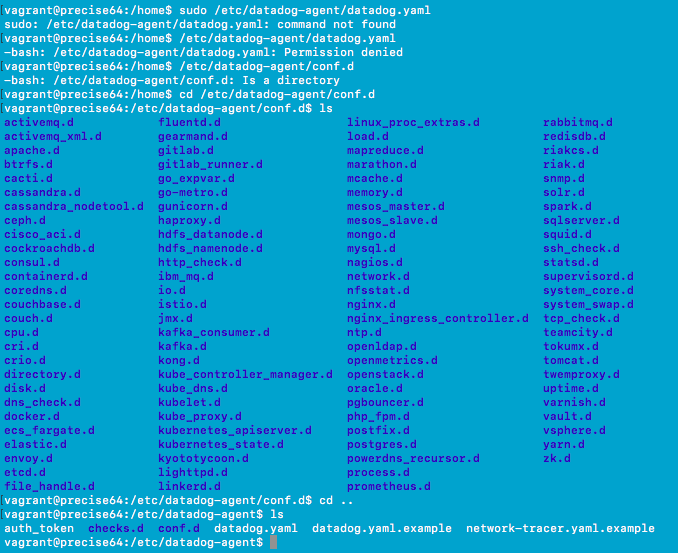 [vagrant@precise64:/home$ sudo /etc/datadog-agent/datadog.yaml
sudo: /etc/datadog-agent/datadog.yaml: command not found
[vagrant@precise64:/home$ /etc/datadog-agent/datadog.yaml
-bash: /etc/datadog-agent/datadog.yaml: Permission denied
[vagrant@precise64:/home$ /etc/datadog-agent/conf.d
-bash: /etc/datadog-agent/conf.d: Is a directory
[vagrant@precise64:/home$ cd /etc/datadog-agent/conf.d
[vagrant@precise64:/etc/datadog-agent/conf.d$ ls
activemq.d fluentd.d linux_proc_extras.d rabbitmq.d
activemq_xml.d gearmand.d load.d redisdb.d
apache.d gitlab.d mapreduce.d riakcs.d
btrfs.d gitlab_runner.d marathon.d riak.d
cacti.d go_expvar.d mcache.d snmp.d
cassandra.d go-metro.d memory.d solr.d
cassandra_nodetool.d gunicorn.d mesos_master.d spark.d
ceph.d haproxy.d mesos_slave.d sqlserver.d
cisco_aci.d hdfs_datanode.d mongo.d squid.d
cockroachdb.d hdfs_namenode.d mysql.d ssh_check.d
consul.d http_check.d nagios.d statsd.d
containerd.d ibm_mq.d network.d supervisord.d
coredns.d io.d nfsstat.d system_core.d
couchbase.d istio.d nginx.d system_swap.d
couch.d jmx.d nginx_ingress_controller.d tcp_check.d
cpu.d kafka_consumer.d ntp.d teamcity.d
cri.d kafka.d openldap.d tokumx.d
crio.d kong.d openmetrics.d tomcat.d
directory.d kube_controller_manager.d openstack.d twemproxy.d
disk.d kube_dns.d oracle.d uptime.d
dns_check.d kubelet.d pgbouncer.d varnish.d
docker.d kube_proxy.d php_fpm.d vault.d
ecs_fargate.d kubernetes_apiserver.d postfix.d vsphere.d
elastic.d kubernetes_state.d postgres.d yarn.d
envoy.d kyototycoon.d powerdns_recursor.d zk.d
etcd.d lighttpd.d process.d
file_handle.d linkerd.d prometheus.d
[vagrant@precise64:/etc/datadog-agent/conf.d$ cd ..
[vagrant@precise64:/etc/datadog-agent$ ls
auth_token checks.d conf.d datadog.yaml datadog.yaml.example network-tracer.yaml.example
vagrant@precise64:/etc/datadog-agent$